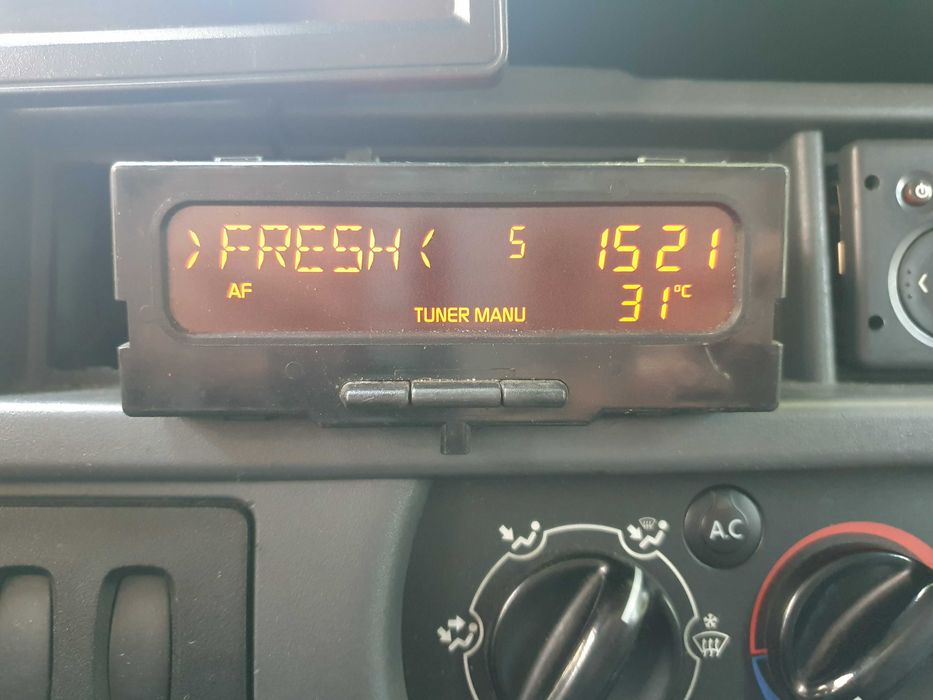 >FRESH< 5 1521
AF TUNER MANU 31°C
A.C